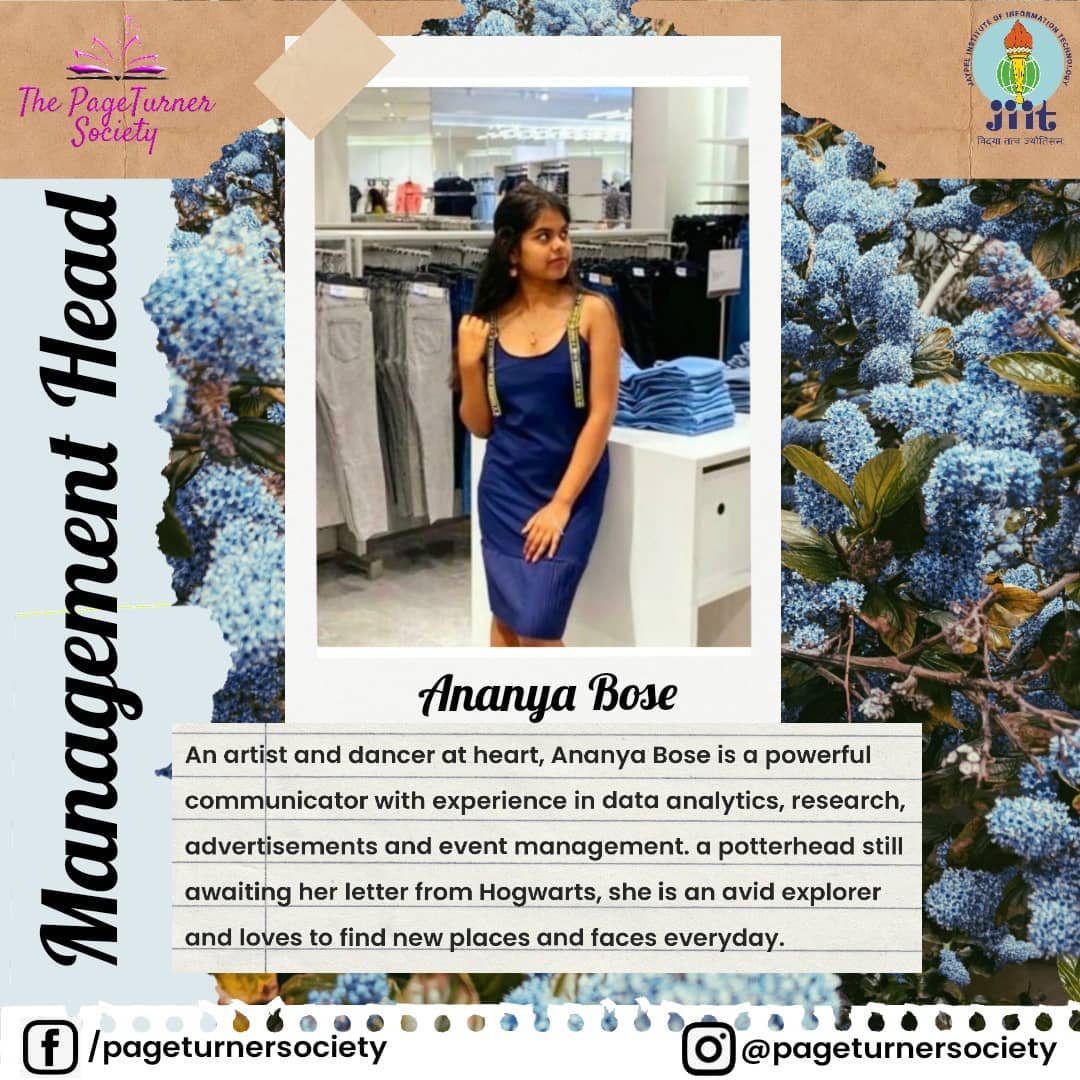 The PageTurner
Society
JAYPEE INSTITUTE OF INFORMATION TECHNOLOGY
jiit
विद्या तत्व ज्योतिसमः
Management Head
Ananya Bose
An artist and dancer at heart, Ananya Bose is a powerful
communicator with experience in data analytics, research,
advertisements and event management. a potterhead still
awaiting her letter from Hogwarts, she is an avid explorer
and loves to find new places and faces everyday.
/pageturnersociety
@pageturnersociety